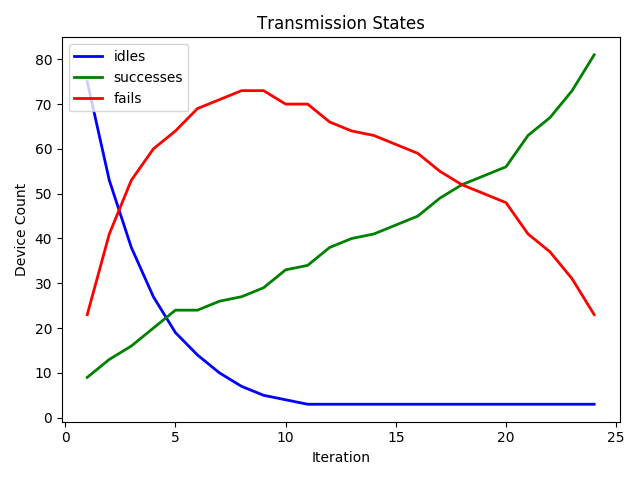 Transmission States
idles
successes
fails
80
70
60
50
40
30
20
10
0
Device Count
0 5 10 15 20 25
Iteration